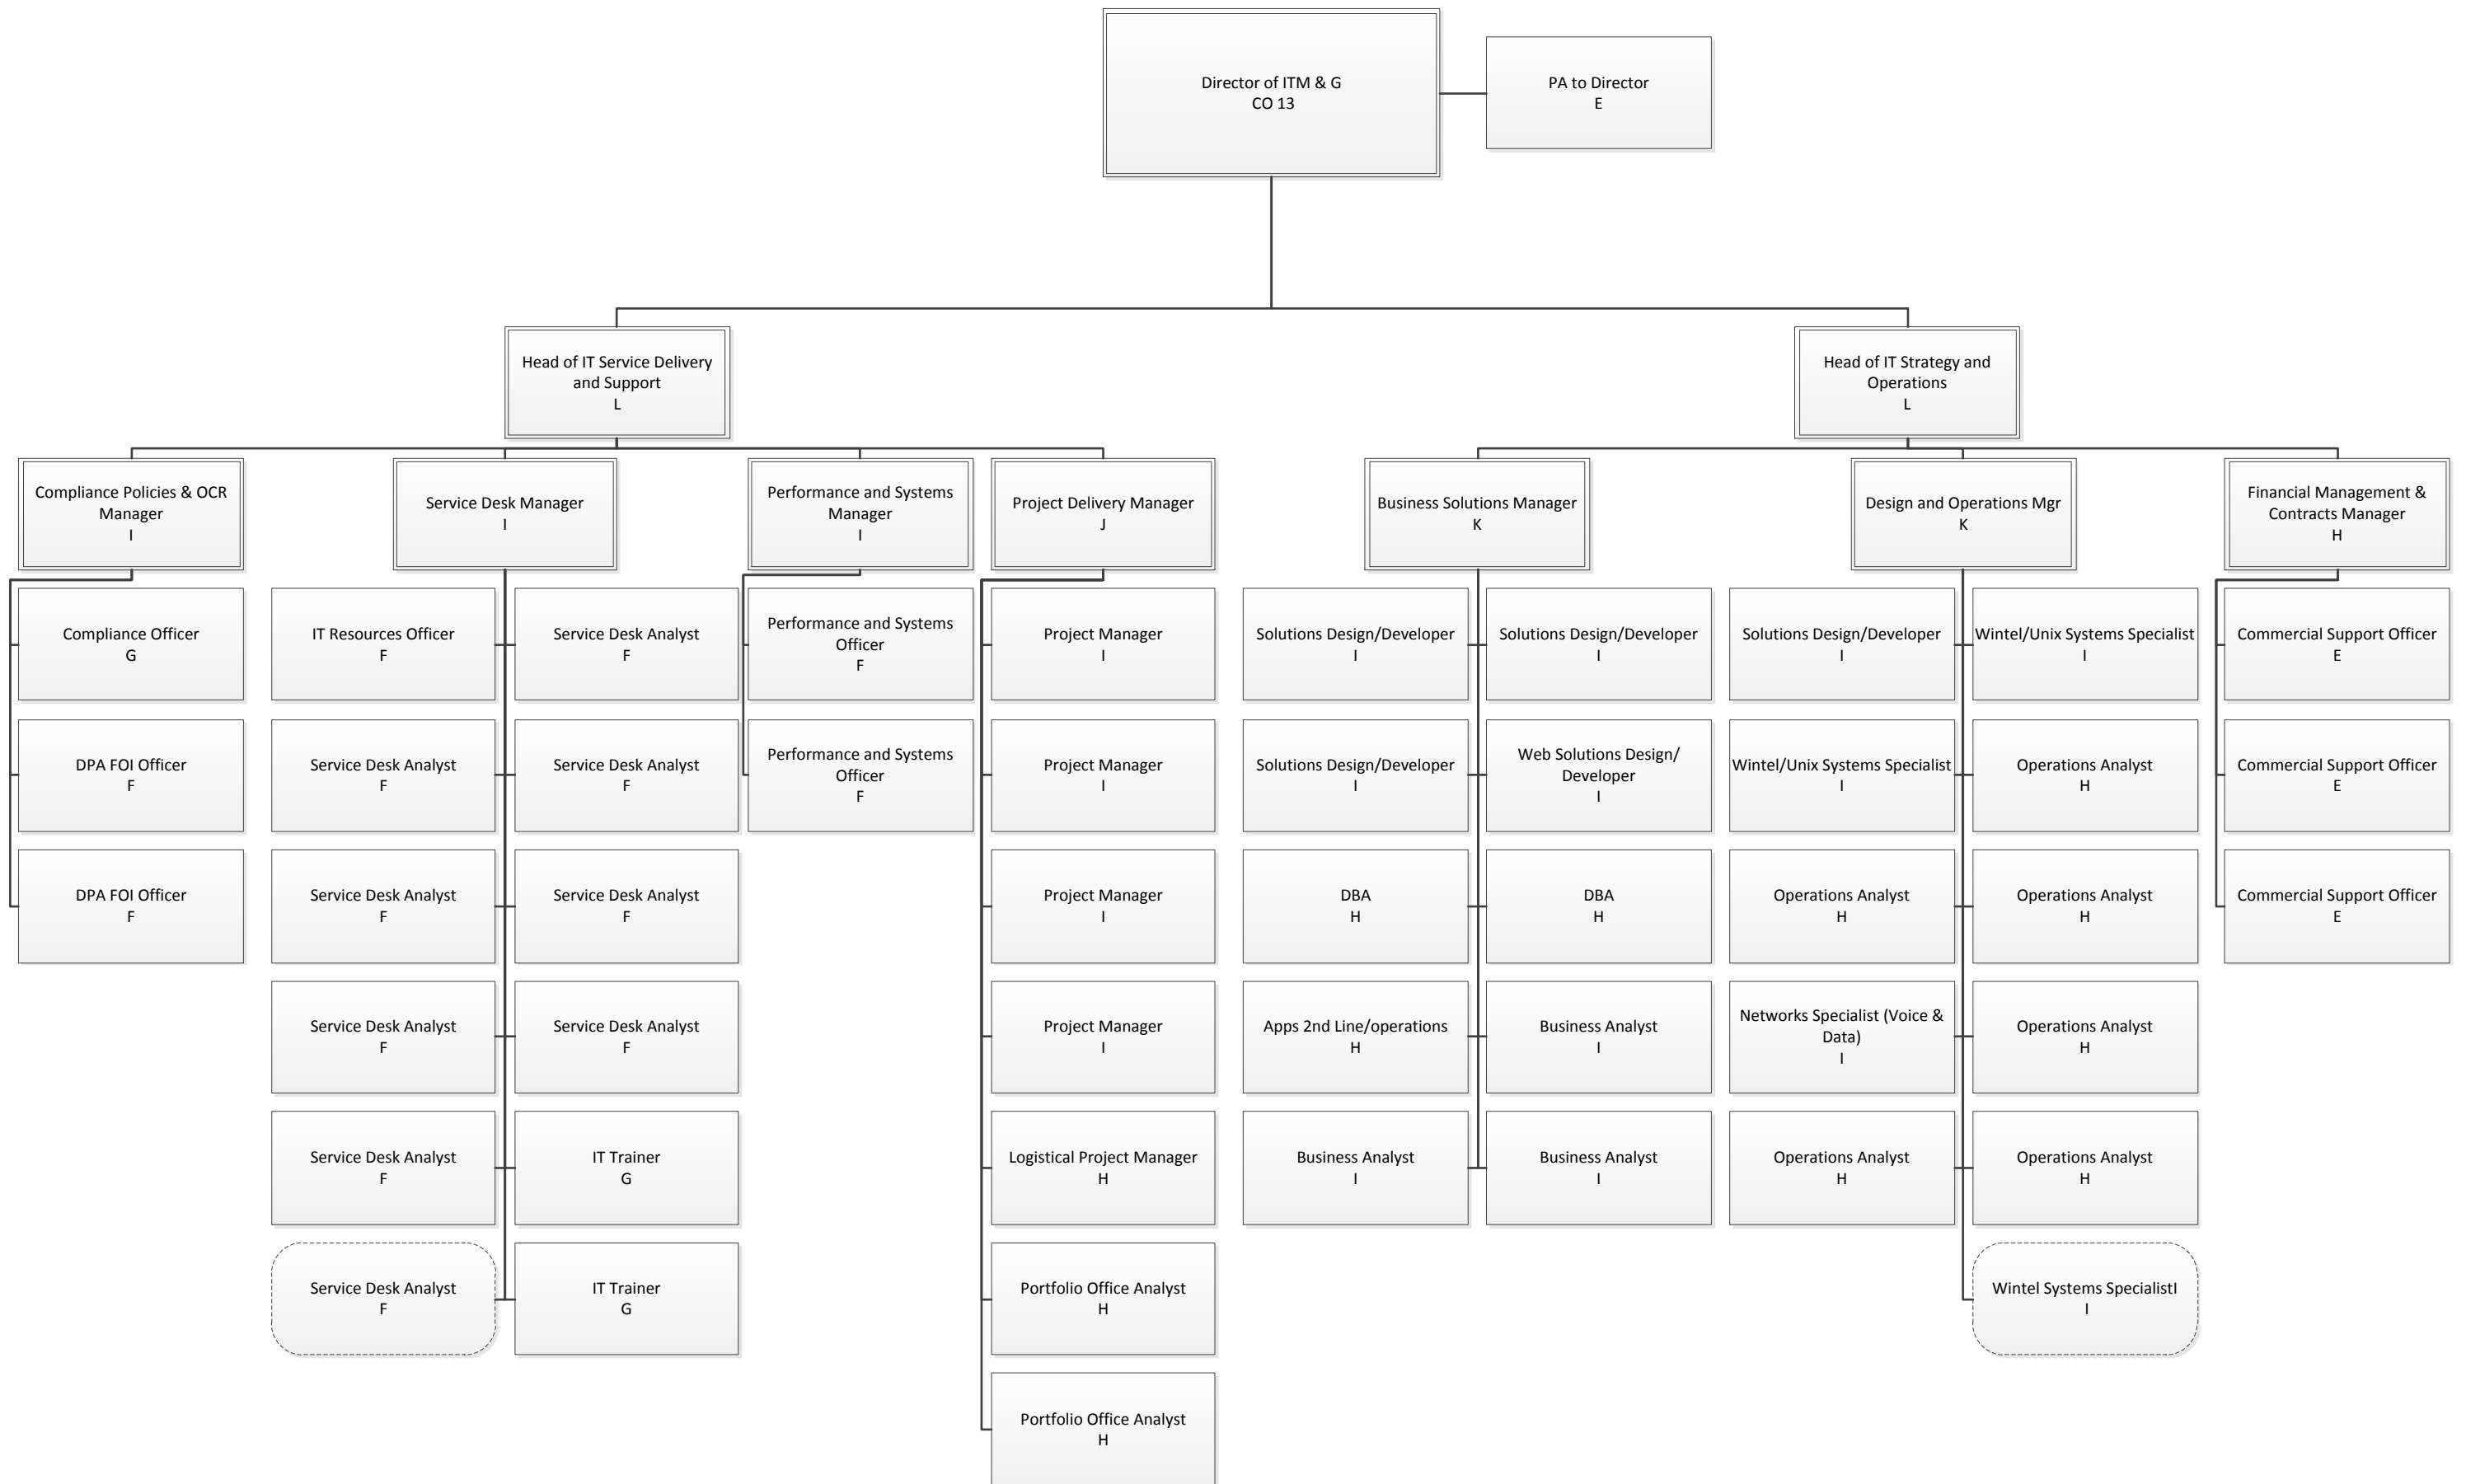 Director of ITM & G
CO 13
PA to Director
E
Head of IT Service Delivery
and Support
L
Head of IT Strategy and
Operations
L
Compliance Policies & OCR
Manager
I
Service Desk Manager
I
Performance and Systems
Manager
I
Project Delivery Manager
J
Business Solutions Manager
K
Design and Operations Mgr
K
Financial Management &
Contracts Manager
H
Compliance Officer
G
IT Resources Officer
F
Service Desk Analyst
F
Performance and Systems
Officer
F
Project Manager
I
Solutions Design/Developer
I
Solutions Design/Developer
I
Solutions Design/Developer
I
Wintel/Unix Systems Specialist
I
Commercial Support Officer
E
DPA FOI Officer
F
Service Desk Analyst
F
Service Desk Analyst
F
Performance and Systems
Officer
F
Project Manager
I
Solutions Design/Developer
I
Web Solutions Design/
Developer
I
Wintel/Unix Systems Specialist
I
Operations Analyst
H
Commercial Support Officer
E
DPA FOI Officer
F
Service Desk Analyst
F
Service Desk Analyst
F
Project Manager
I
DBA
H
DBA
H
Operations Analyst
H
Operations Analyst
H
Commercial Support Officer
E
Service Desk Analyst
F
Service Desk Analyst
F
Project Manager
I
Apps 2nd Line/operations
H
Business Analyst
I
Networks Specialist (Voice &
Data)
I
Operations Analyst
H
Service Desk Analyst
F
IT Trainer
G
Logistical Project Manager
H
Business Analyst
I
Business Analyst
I
Operations Analyst
H
Operations Analyst
H
Service Desk Analyst
F
IT Trainer
G
Portfolio Office Analyst
H
Wintel Systems SpecialistI
I
Portfolio Office Analyst
H